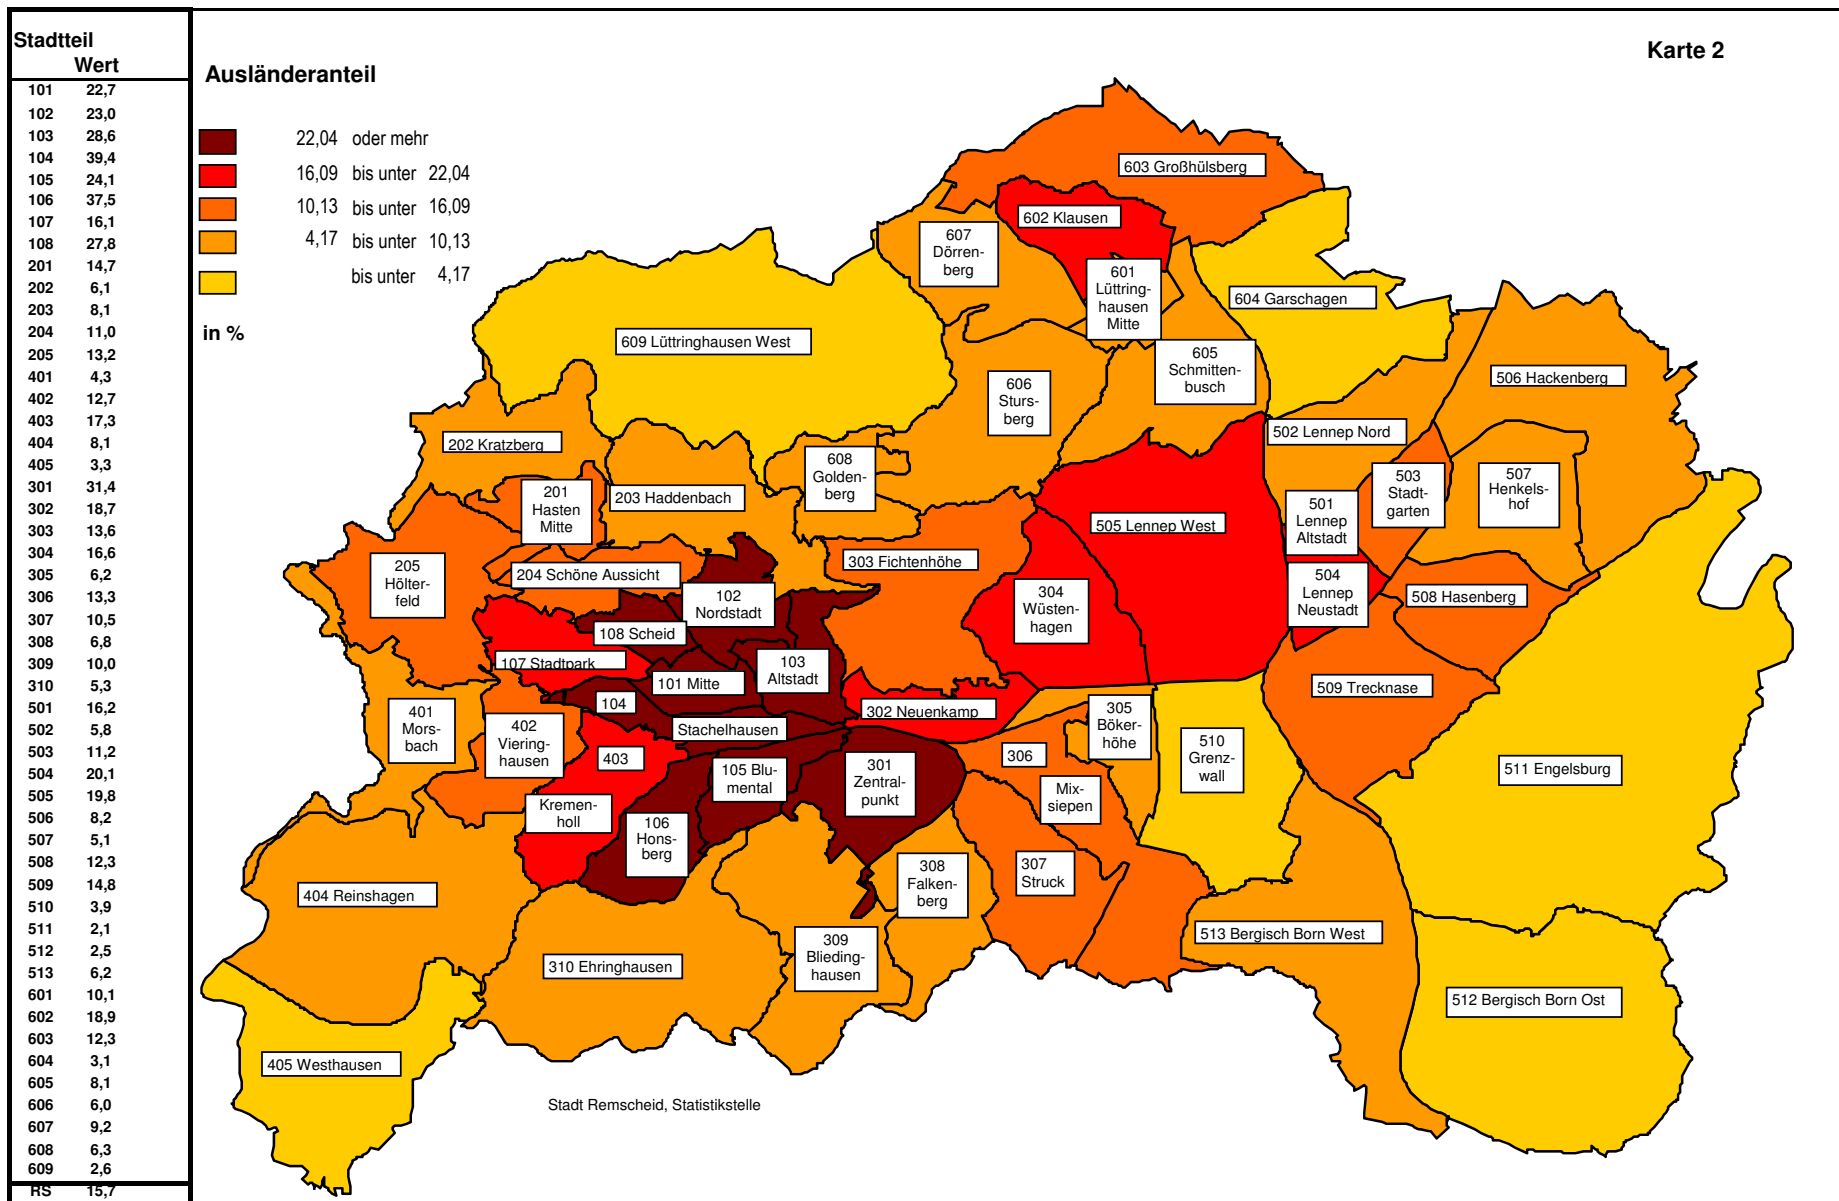 Stadtteil
Wert
101 22,7
102 23,0
103 28,6
104 39,4
105 24,1
106 37,5
107 16,1
108 27,8
201 14,7
202 6,1
203 8,1
204 11,0
205 13,2
401 4,3
402 12,7
403 17,3
404 8,1
405 3,3
301 31,4
302 18,7
303 13,6
304 16,6
305 6,2
306 13,3
307 10,5
308 6,8
309 10,0
310 5,3
501 16,2
502 5,8
503 11,2
504 20,1
505 19,8
506 8,2
507 5,1
508 12,3
509 14,8
510 3,9
511 2,1
512 2,5
513 6,2
601 10,1
602 18,9
603 12,3
604 3,1
605 8,1
606 6,0
607 9,2
608 6,3
609 2,6
RS 15,7
Karte 2
Ausländeranteil
22,04 oder mehr
16,09 bis unter 22,04
10,13 bis unter 16,09
4,17 bis unter 10,13
bis unter 4,17
in %
603 Großhülsberg
602 Klausen
607
Dörren-
berg
601
Lüttring-
hausen
Mitte
604 Garschagen
609 Lüttringhausen West
605
Schmitten-
busch
606
Sturs-
berg
506 Hackenberg
502 Lennep Nord
202 Kratzberg
608
Golden-
berg
203 Haddenbach
201
Hasten
Mitte
503
Stadt-
garten
507
Henkels-
hof
501
Lennep
Altstadt
505 Lennep West
205
Hölter-
feld
204 Schöne Aussicht
303 Fichtenhöhe
102
Nordstadt
304
Wüsten-
hagen
504
Lennep
Neustadt
508 Hasenberg
108 Scheid
107 Stadtpark
103
Altstadt
101 Mitte
509 Trecknase
104
302 Neuenkamp
401
Mors-
bach
402
Viering-
hausen
Stachelhausen
305
Böker-
höhe
403
105 Blu-
mental
301
Zentral-
punkt
306
510
Grenz-
wall
511 Engelsburg
Mix-
siepen
Kremen-
holl
106
Hons-
berg
307
Struck
308
Falken-
berg
404 Reinshagen
513 Bergisch Born West
309
Blieding-
hausen
310 Ehringhausen
512 Bergisch Born Ost
405 Westhausen
Stadt Remscheid, Statistikstelle